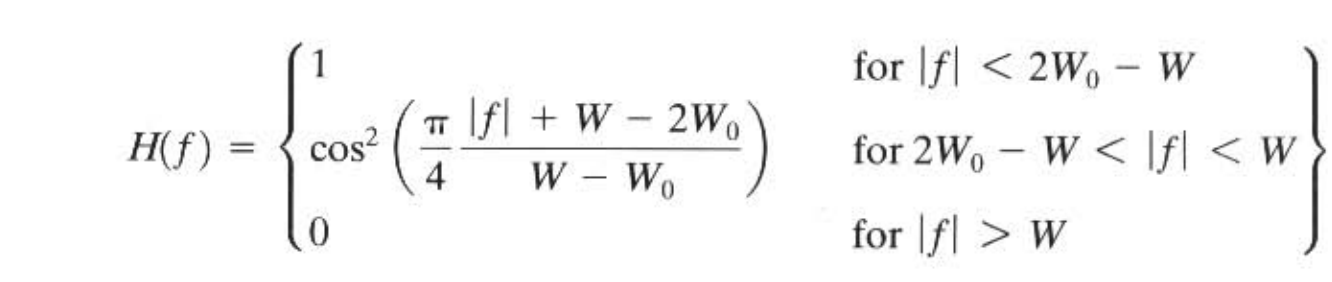 H(f) = { 1 for |f| < 2W₀ − W
cos² ( π/4 |f| + W − 2W₀ / W − W₀ ) for 2W₀ − W < |f| < W }
0 for |f| > W